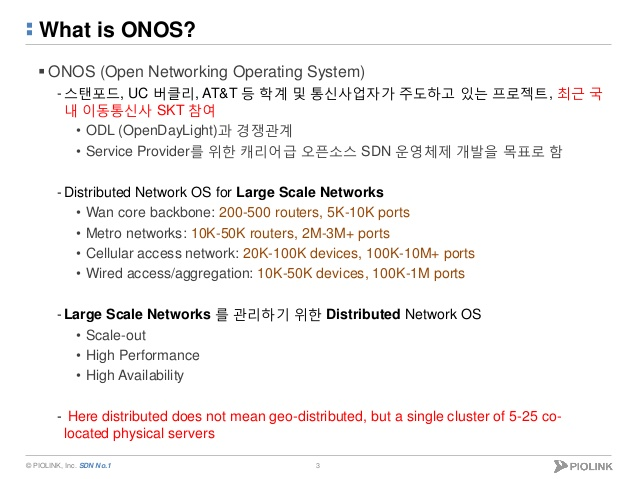 What is ONOS?
ONOS (Open Networking Operating System)
- 스탠포드, UC 버클리, AT&T 등 학계 및 통신사업자가 주도하고 있는 프로젝트, 최근 국
내 이동통신사 SKT 참여
• ODL (OpenDayLight)과 경쟁관계
• Service Provider를 위한 캐리어급 오픈소스 SDN 운영체제 개발을 목표로 함
- Distributed Network OS for Large Scale Networks
• Wan core backbone: 200-500 routers, 5K-10K ports
• Metro networks: 10K-50K routers, 2M-3M+ ports
• Cellular access network: 20K-100K devices, 100K-10M+ ports
• Wired access/aggregation: 10K-50K devices, 100K-1M ports
- Large Scale Networks 를 관리하기 위한 Distributed Network OS
• Scale-out
• High Performance
• High Availability
- Here distributed does not mean geo-distributed, but a single cluster of 5-25 co-
located physical servers
© PIOLINK, Inc. SDN No.1
3
PIOLINK